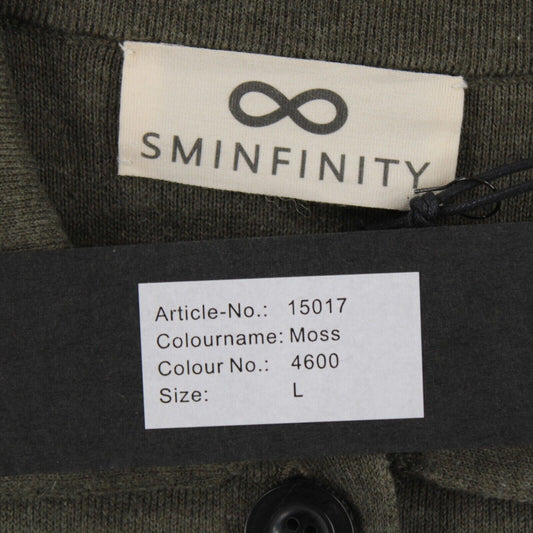 SMINFINITY
Article-No.: 15017
Colourname: Moss
Colour No.: 4600
Size: L